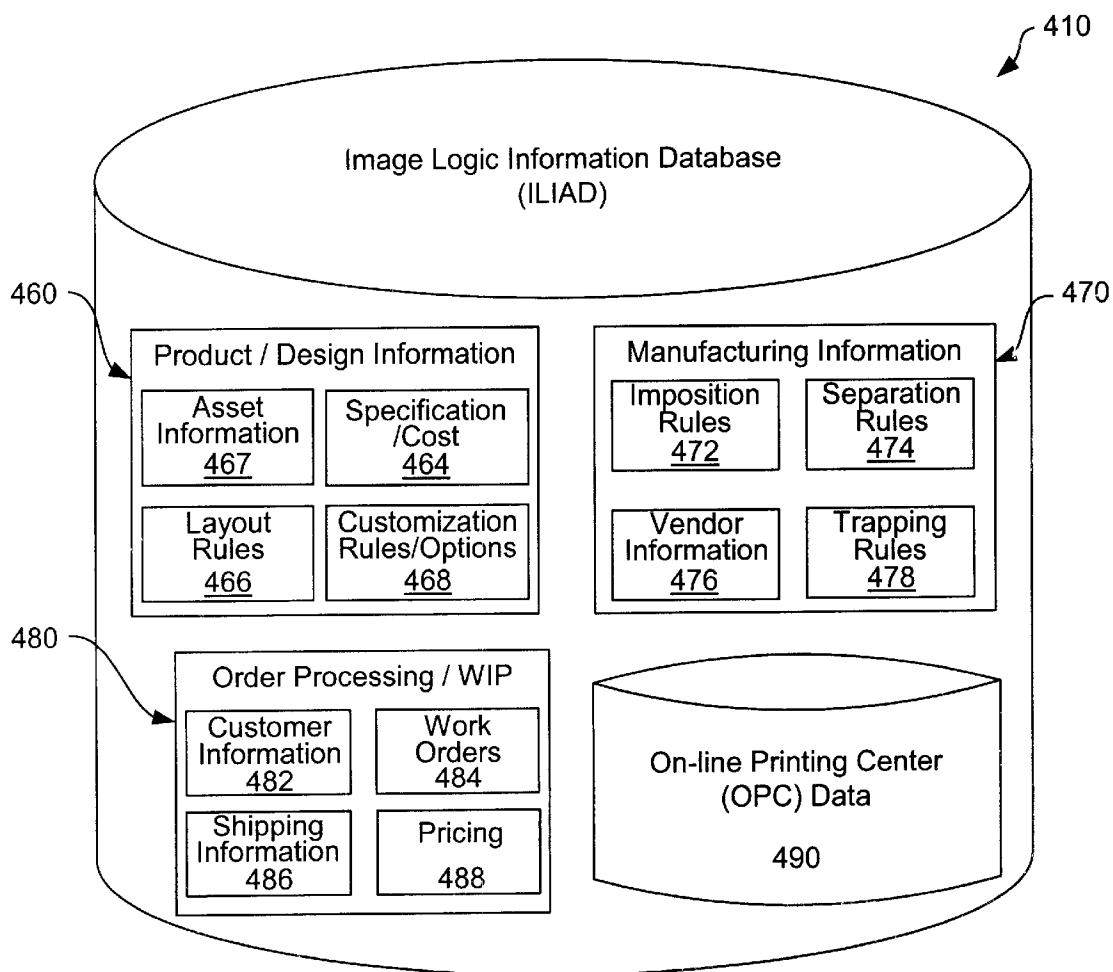 410
Image Logic Information Database
(ILIAD)
460
470
Product / Design Information
Asset
Information
467
Specification
/Cost
464
Layout
Rules
466
Customization
Rules/Options
468
Manufacturing Information
Imposition
Rules
472
Separation
Rules
474
Vendor
Information
476
Trapping
Rules
478
480
Order Processing / WIP
Customer
Information
482
Work
Orders
484
Shipping
Information
486
Pricing
488
On-line Printing Center
(OPC) Data
490